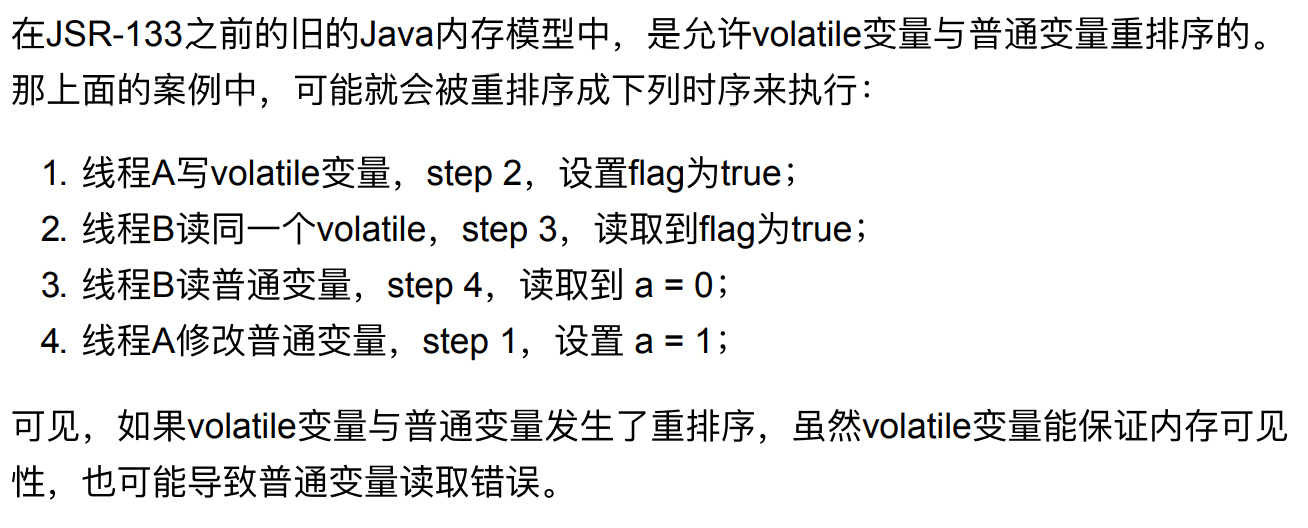 在JSR-133之前的旧的Java内存模型中，是允许volatile变量与普通变量重排序的。
那上面的案例中，可能就会被重排序成下列时序来执行：
1. 线程A写volatile变量，step 2，设置flag为true；
2. 线程B读同一个volatile，step 3，读取到flag为true；
3. 线程B读普通变量，step 4，读取到 a = 0；
4. 线程A修改普通变量，step 1，设置 a = 1；
可见，如果volatile变量与普通变量发生了重排序，虽然volatile变量能保证内存可见
性，也可能导致普通变量读取错误。